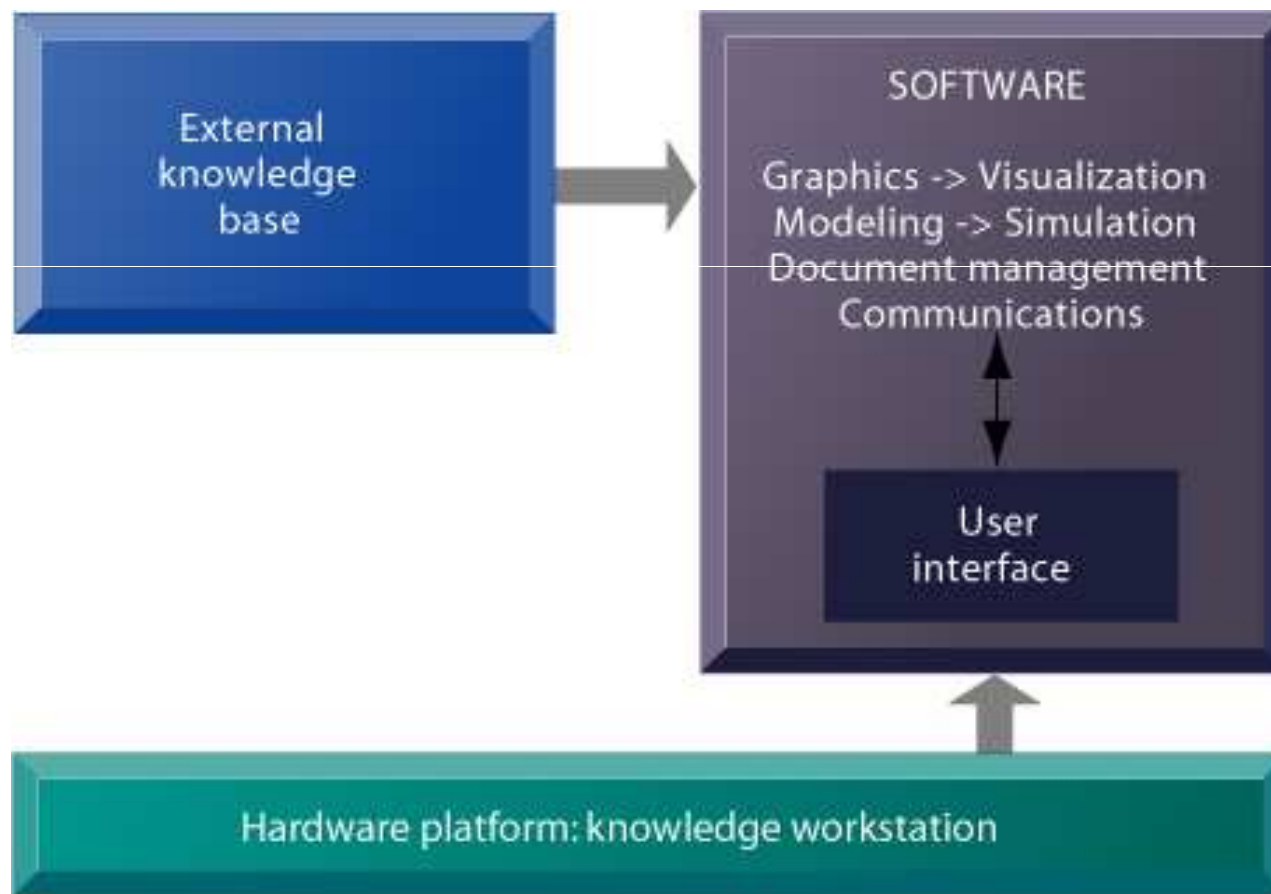 External
knowledge
base
SOFTWARE
Graphics -> Visualization
Modeling -> Simulation
Document management
Communications
User
interface
Hardware platform: knowledge workstation